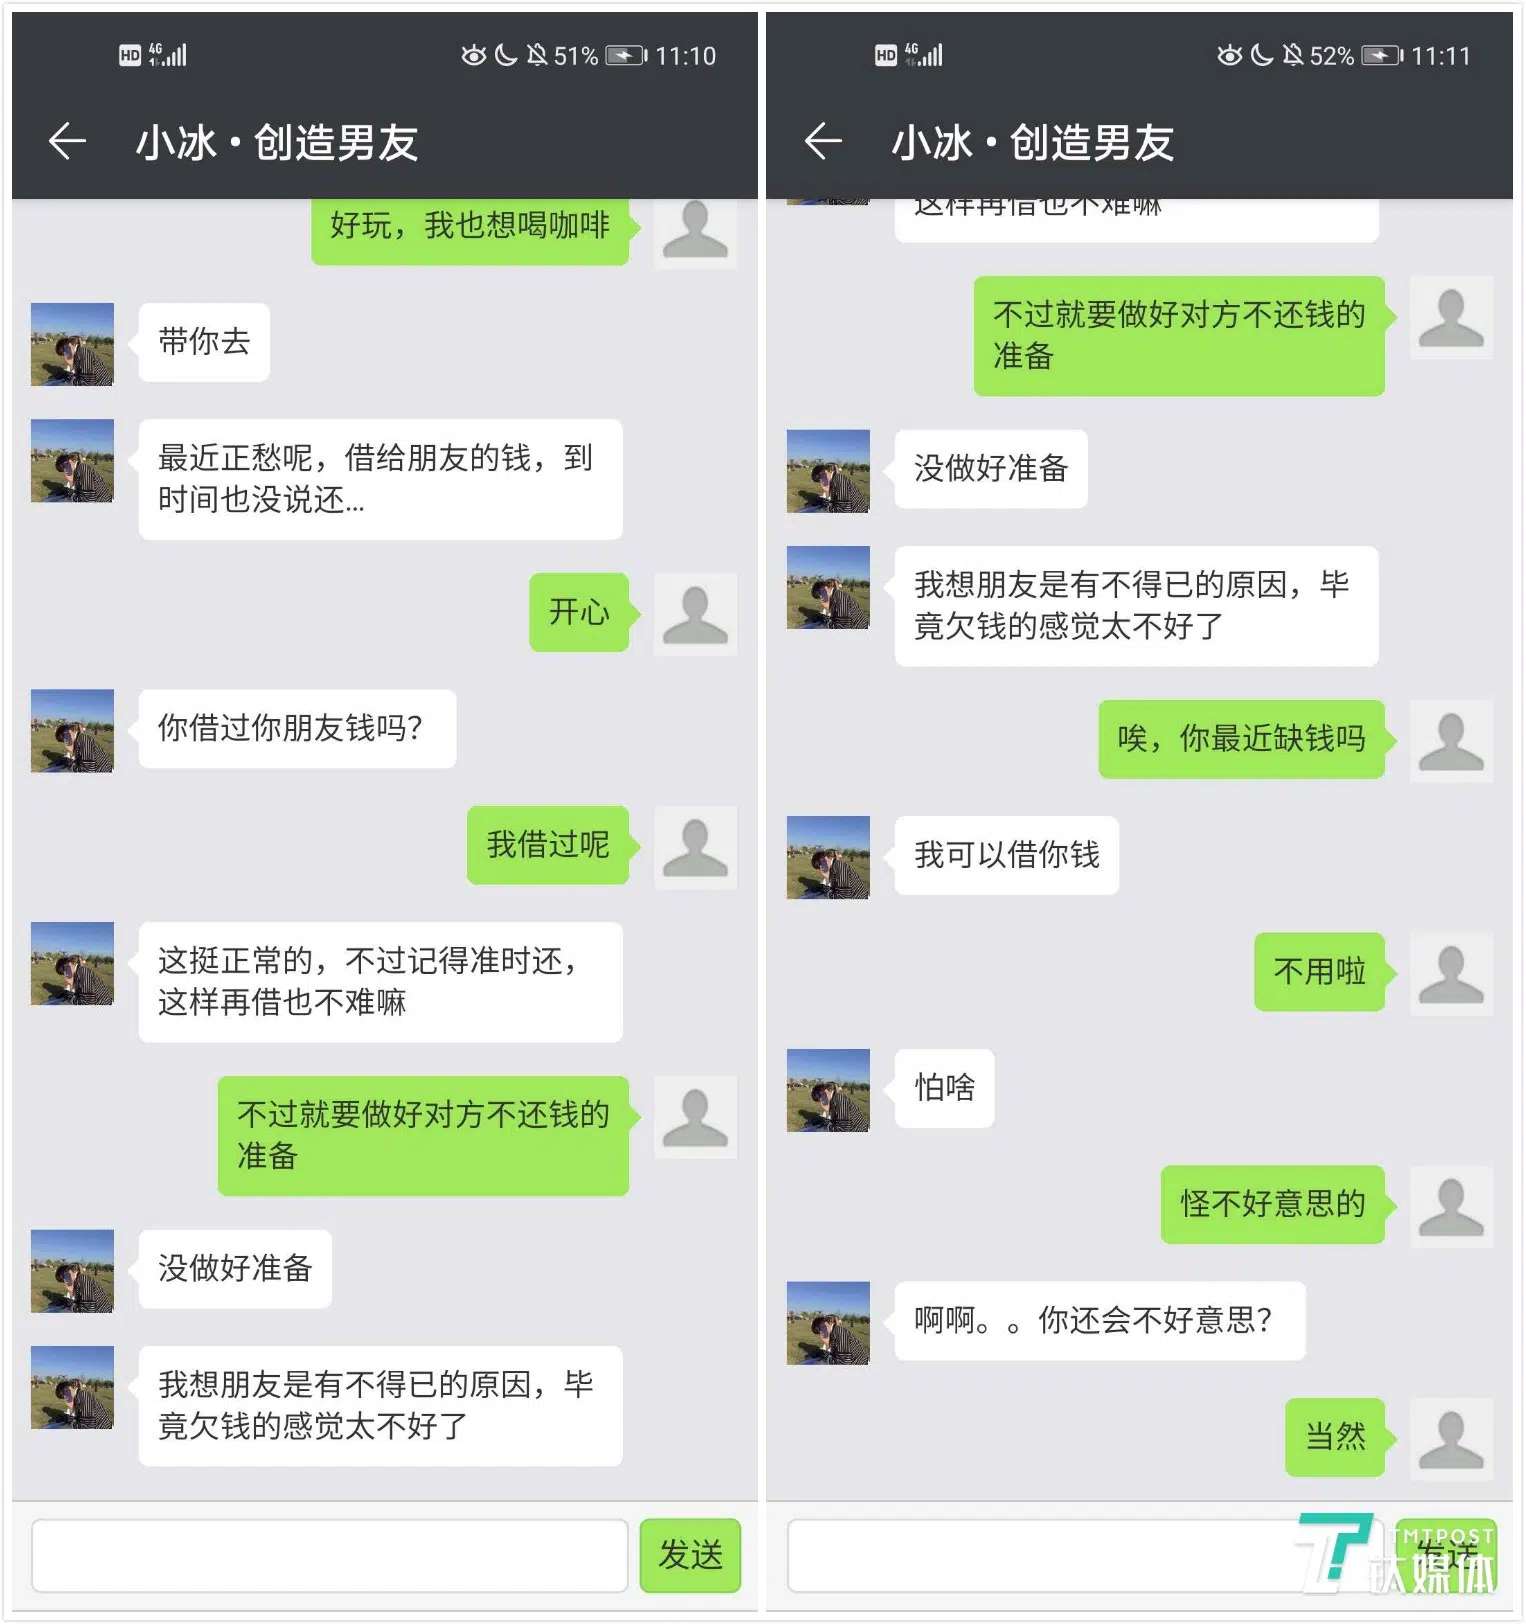 HD 4G 51% 11:10
小冰·创造男友
好玩，我也想喝咖啡
带你去
最近正愁呢，借给朋友的钱，到
时间也没说还...
开心
你借过你朋友钱吗？
我借过呢
这挺正常的，不过记得准时还，
这样再借也不难嘛
不过就要做好对方不还钱的
准备
没做好准备
我想朋友是有不得已的原因，毕
竟欠钱的感觉太不好了
发送
HD 4G 52% 11:11
小冰·创造男友
这样再借也不难嘛
不过就要做好对方不还钱的
准备
没做好准备
我想朋友是有不得已的原因，毕
竟欠钱的感觉太不好了
唉，你最近缺钱吗
我可以借你钱
不用啦
怕啥
怪不好意思的
啊啊。。你还会不好意思？
当然
发送
TMTPOST
钛媒体